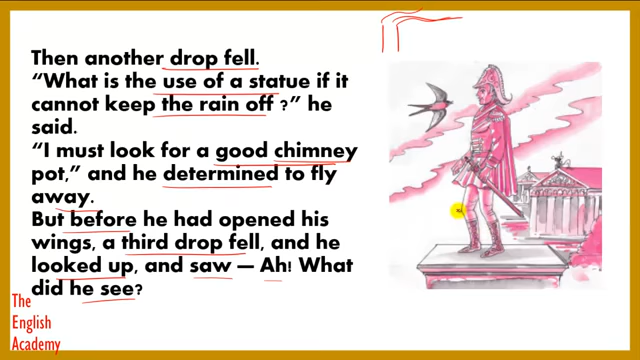 Then another drop fell.
“What is the use of a statue if it
cannot keep the rain off ?” he
said.
“I must look for a good chimney
pot,” and he determined to fly
away.
But before he had opened his
wings, a third drop fell, and he
looked up, and saw — Ah! What
did he see?
The
English
Academy